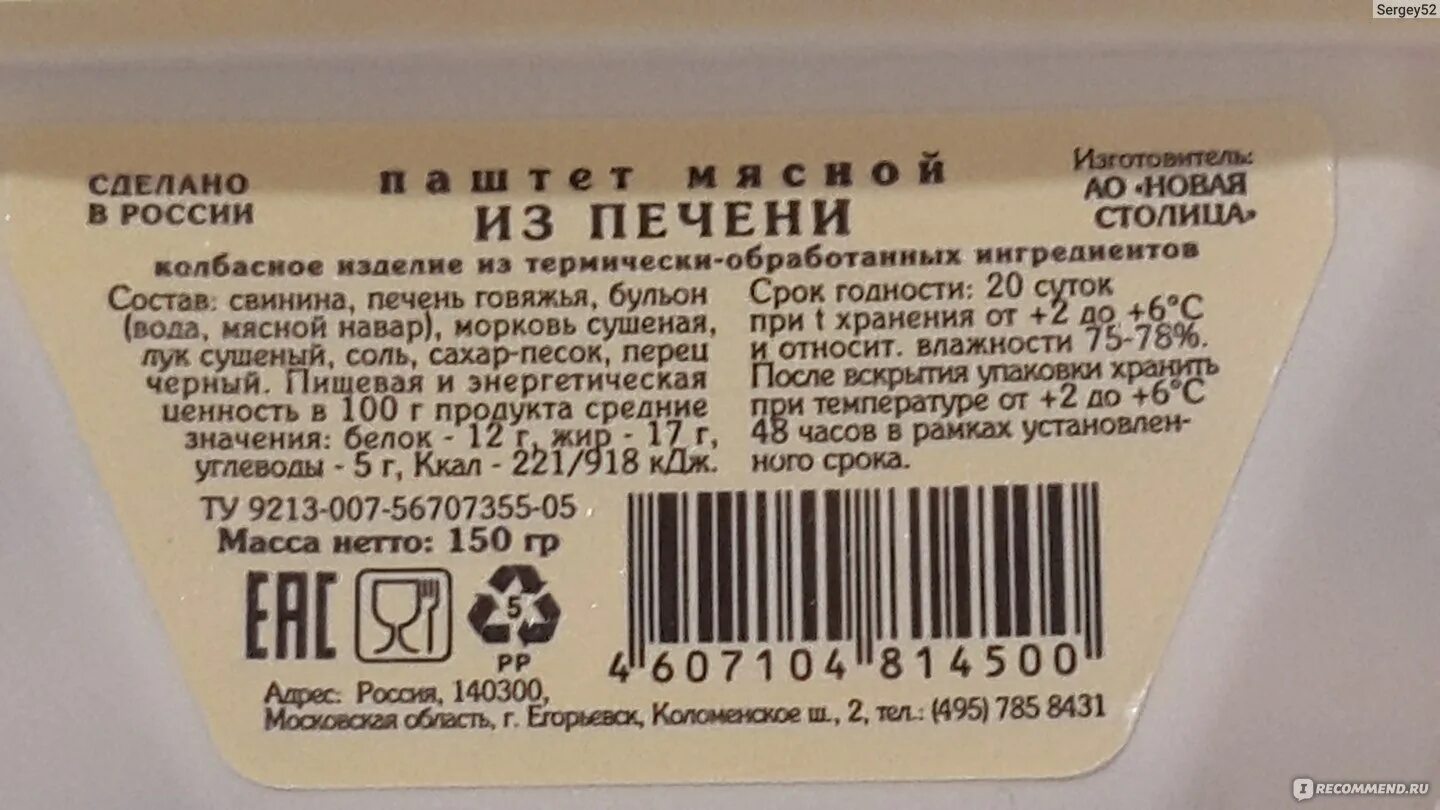 Sergey52
СДЕЛАНО
В РОССИИ
паштет мясной
ИЗ ПЕЧЕНИ
Изготовитель:
АО «НОВАЯ
СТОЛИЦА»
колбасное изделие из термически-обработанных ингредиентов
Состав: свинина, печень говяжья, бульон
(вода, мясной навар), морковь сушеная,
лук сушеный, соль, сахар-песок, перец
черный. Пищевая и энергетическая
ценность в 100 г продукта средние
значения: белок - 12 г, жир - 17 г,
углеводы - 5 г, Ккал - 221/918 кДж.
Срок годности: 20 суток
при t хранения от +2 до +6°С
и относит. влажности 75-78%.
После вскрытия упаковки хранить
при температуре от +2 до +6°С
48 часов в рамках установлен-
ного срока.
ТУ 9213-007-56707355-05
Масса нетто: 150 гр
EAC
5
PP
4 607104 814500
Адрес: Россия, 140300,
Московская область, г. Егорьевск, Коломенское ш., 2, тел.: (495) 785 8431
IRECOMMEND.RU